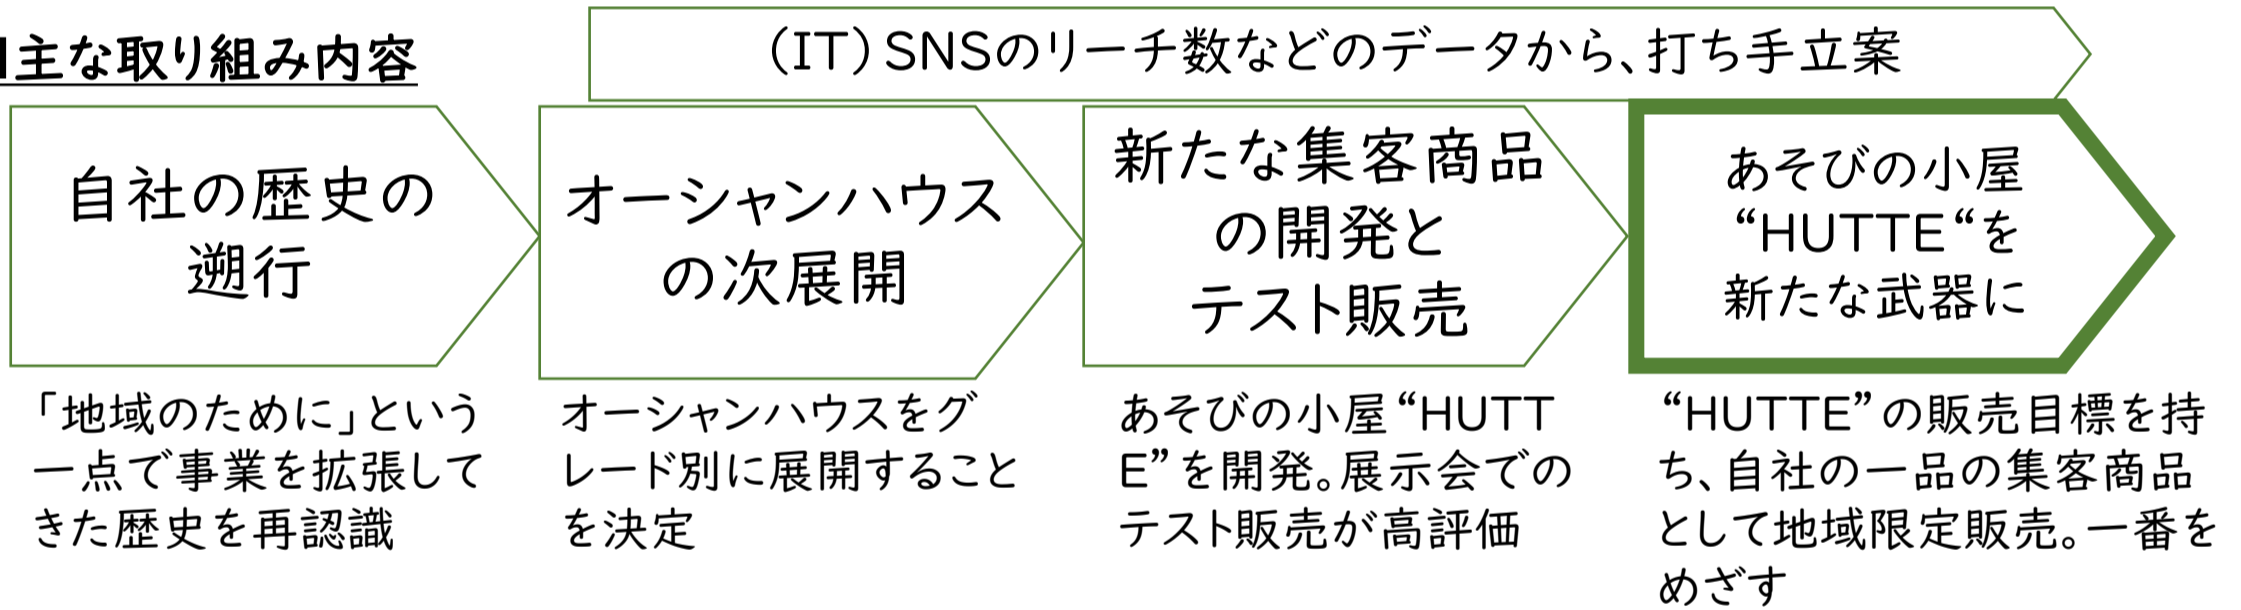 主な取り組み内容
（IT）SNSのリーチ数などのデータから、打ち手立案
自社の歴史の
遡行
オーシャンハウス
の次展開
新たな集客商品
の開発と
テスト販売
あそびの小屋
“HUTTE“を
新たな武器に
「地域のために」という
一点で事業を拡張して
きた歴史を再認識
オーシャンハウスをグ
レード別に展開すること
を決定
あそびの小屋“HUTT
E”を開発。展示会での
テスト販売が高評価
“HUTTE”の販売目標を持
ち、自社の一品の集客商品
として地域限定販売。一番を
めざす